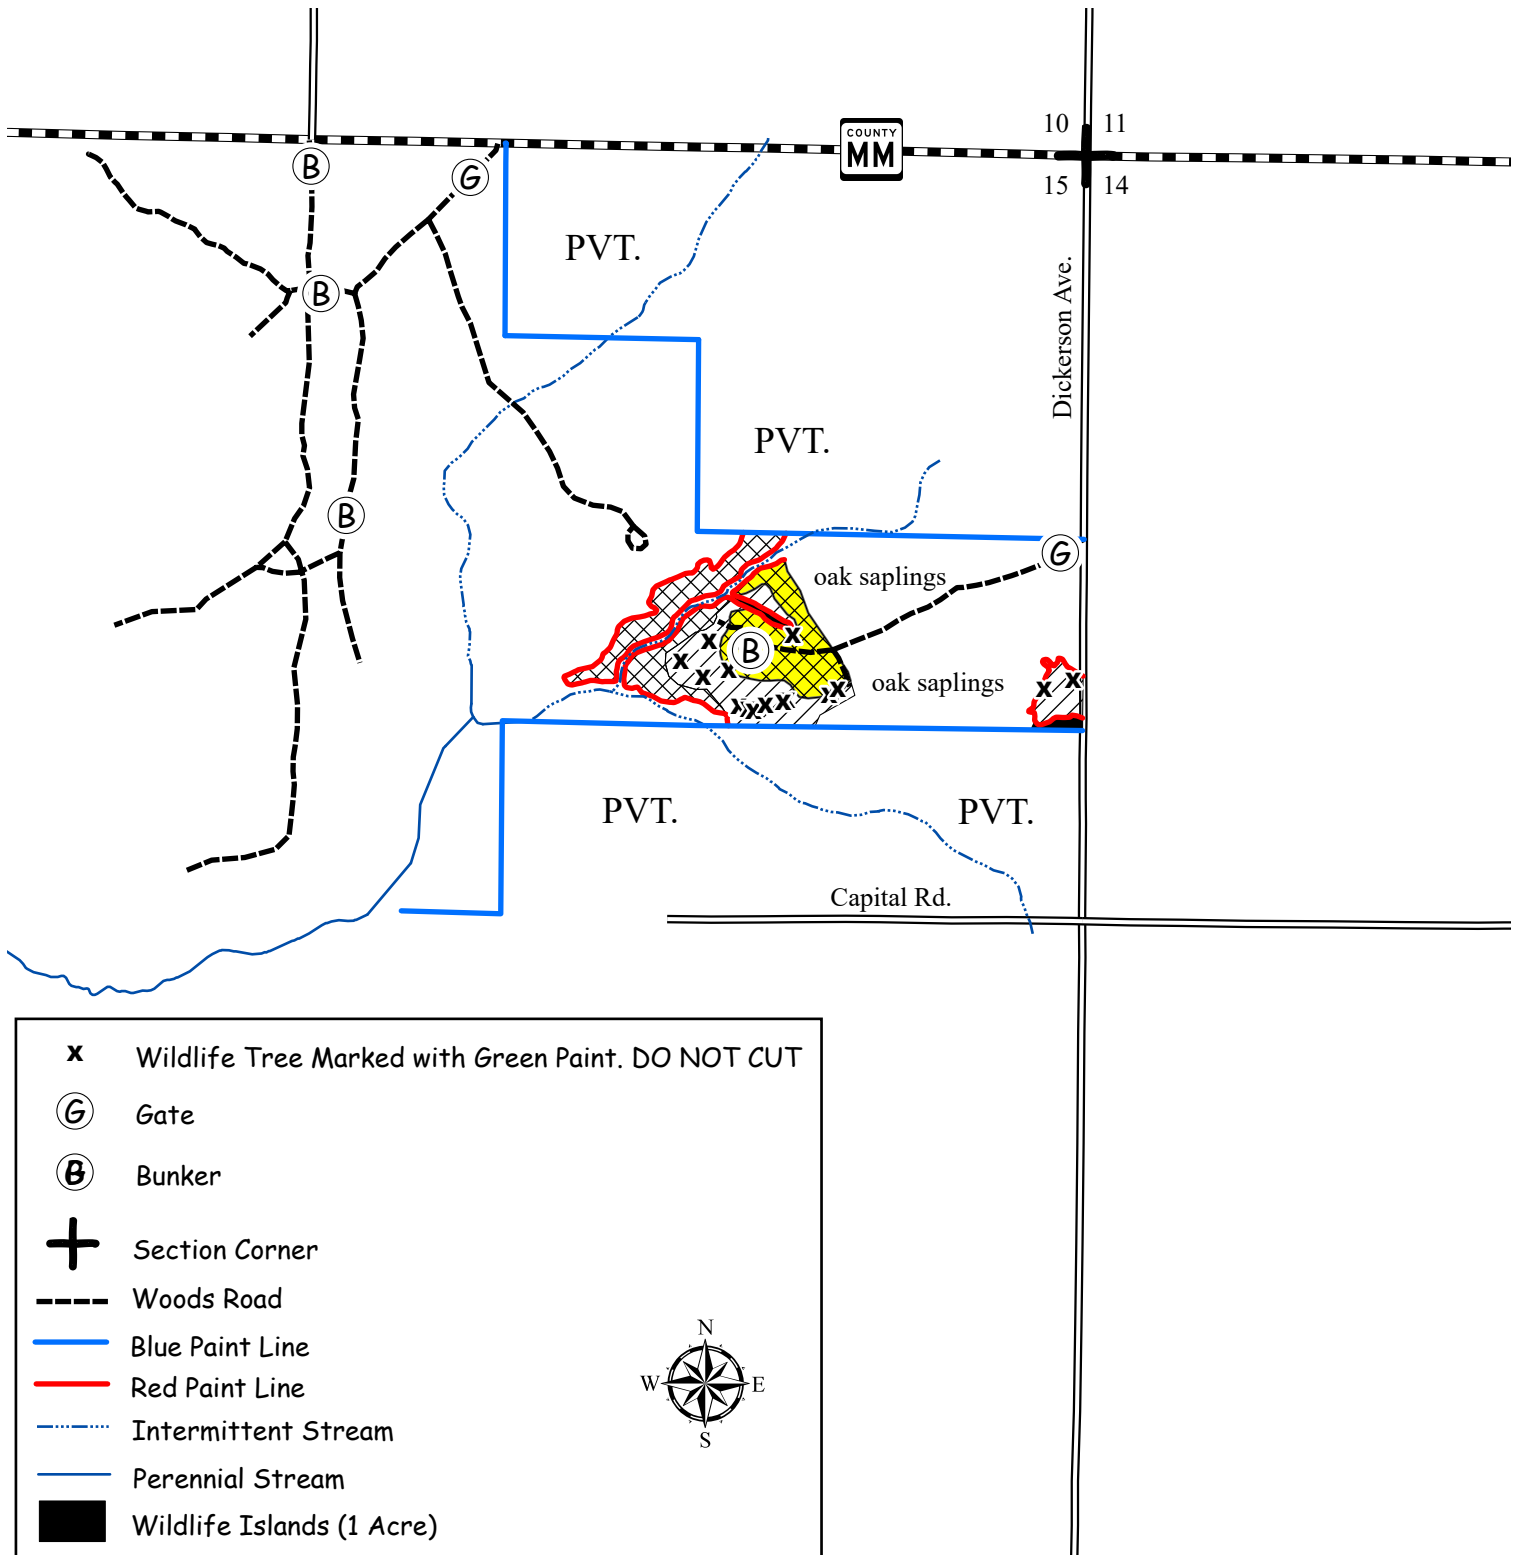 COUNTY
MM
10 11
15 14
B
G
PVT.
Dickerson Ave.
B
PVT.
B
G
oak saplings
x
x
B
x
x
x
oak saplings
x
x
x
x
x
x
x
x
x
PVT.
PVT.
Capital Rd.
x Wildlife Tree Marked with Green Paint. DO NOT CUT
G Gate
B Bunker
Section Corner
Woods Road
Blue Paint Line
Red Paint Line
Intermittent Stream
Perennial Stream
Wildlife Islands (1 Acre)
N
W E
S